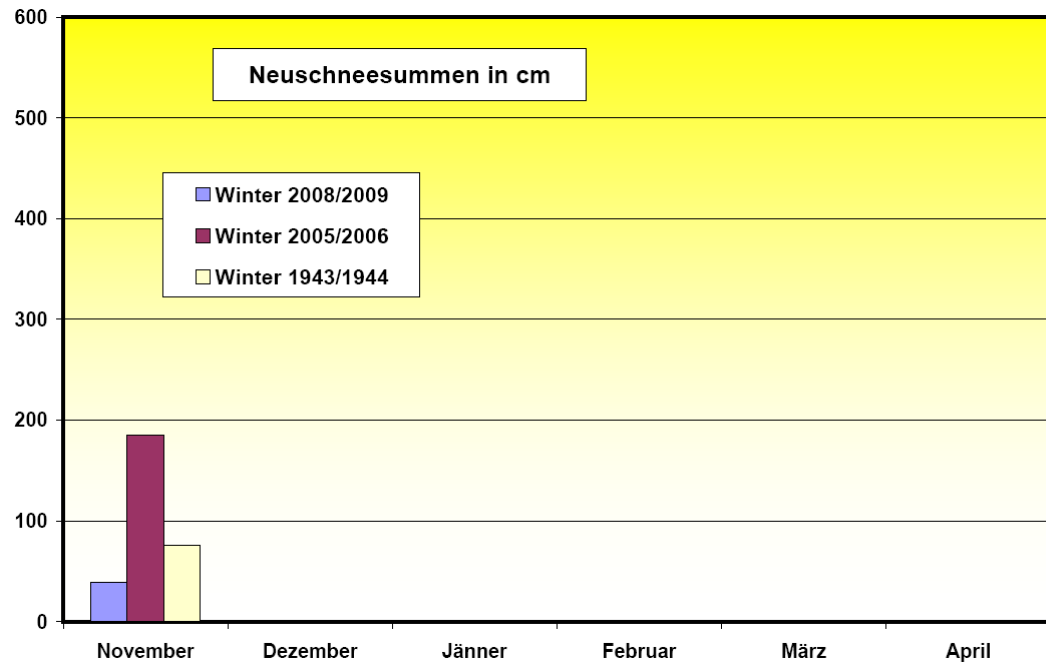 600
Neuschneesummen in cm
500
Winter 2008/2009
400
Winter 2005/2006
Winter 1943/1944
300
200
100
0
November Dezember Jänner Februar März April